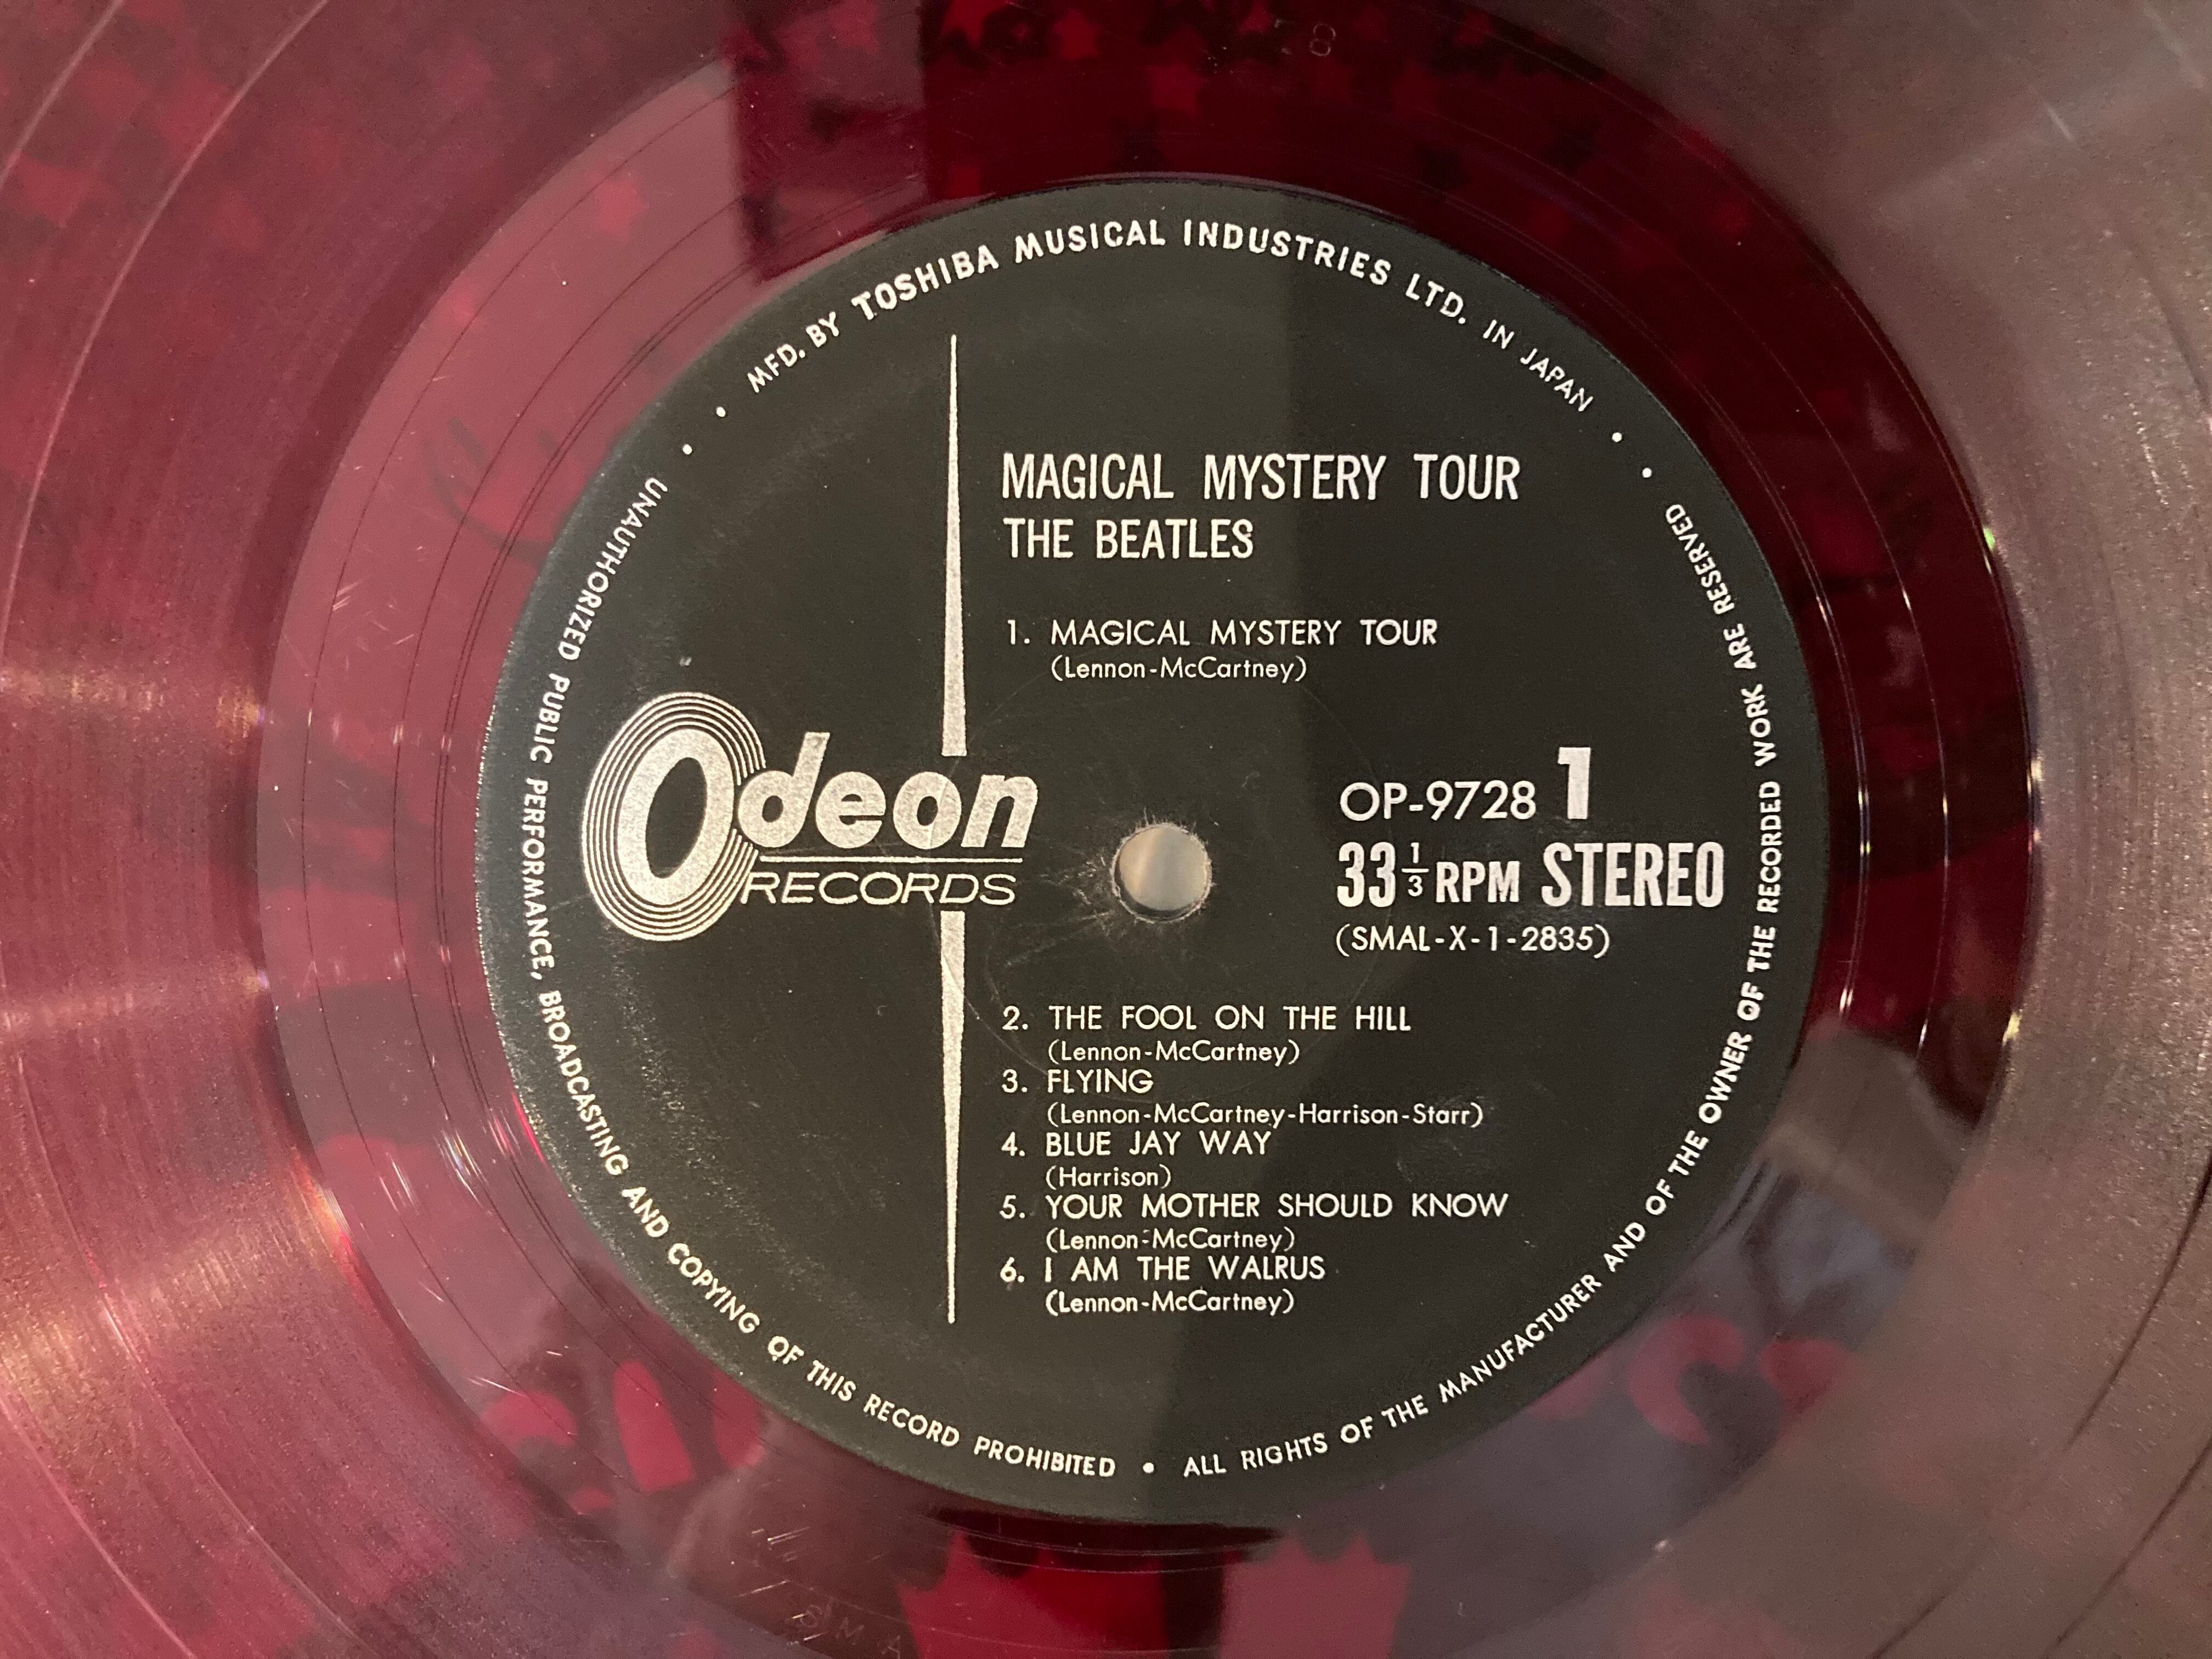 MFD. BY TOSHIBA MUSICAL INDUSTRIES LTD. IN JAPAN
MAGICAL MYSTERY TOUR
THE BEATLES
1. MAGICAL MYSTERY TOUR
(Lennon-McCartney)
Odeon
RECORDS
OP-9728 1
33 1/3 RPM STEREO
(SMAL-X-1-2835)
2. THE FOOL ON THE HILL
(Lennon-McCartney)
3. FLYING
(Lennon-McCartney-Harrison-Starr)
4. BLUE JAY WAY
(Harrison)
5. YOUR MOTHER SHOULD KNOW
(Lennon-McCartney)
6. I AM THE WALRUS
(Lennon-McCartney)
UNAUTHORIZED PUBLIC PERFORMANCE, BROADCASTING AND COPYING OF THIS RECORD PROHIBITED • ALL RIGHTS OF THE MANUFACTURER AND OF THE OWNER OF THE RECORDED WORK ARE RESERVED